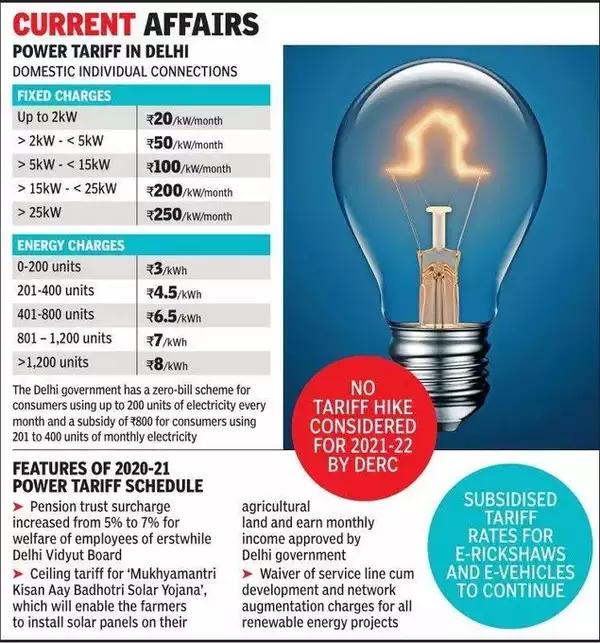 CURRENT AFFAIRS
POWER TARIFF IN DELHI
DOMESTIC INDIVIDUAL CONNECTIONS
FIXED CHARGES
Up to 2kW ₹20/kW/month
> 2kW - < 5kW ₹50/kW/month
> 5kW - < 15kW ₹100/kW/month
> 15kW - < 25kW ₹200/kW/month
> 25kW ₹250/kW/month
ENERGY CHARGES
0-200 units ₹3/kWh
201-400 units ₹4.5/kWh
401-800 units ₹6.5/kWh
801 – 1,200 units ₹7/kWh
>1,200 units ₹8/kWh
The Delhi government has a zero-bill scheme for
consumers using up to 200 units of electricity every
month and a subsidy of ₹800 for consumers using
201 to 400 units of monthly electricity
NO
TARIFF HIKE
CONSIDERED
FOR 2021-22
BY DERC
FEATURES OF 2020-21
POWER TARIFF SCHEDULE
➤ Pension trust surcharge
increased from 5% to 7% for
welfare of employees of erstwhile
Delhi Vidyut Board
➤ Ceiling tariff for ‘Mukhyamantri
Kisan Aay Badhotri Solar Yojana’,
which will enable the farmers
to install solar panels on their
agricultural
land and earn monthly
income approved by
Delhi government
➤ Waiver of service line cum
development and network
augmentation charges for all
renewable energy projects
SUBSIDISED
TARIFF
RATES FOR
E-RICKSHAWS
AND E-VEHICLES
TO CONTINUE